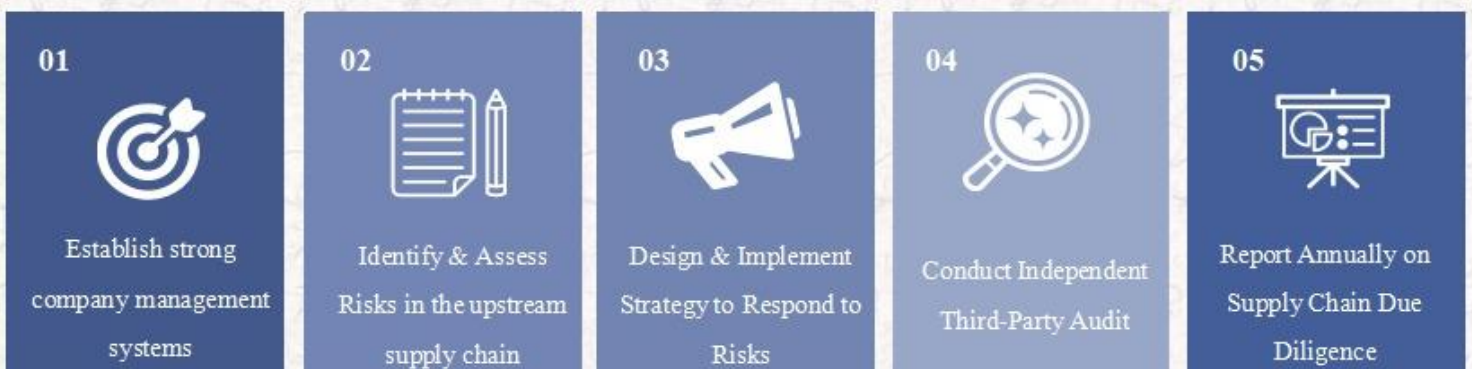 01
Establish strong
company management
systems
02
Identify & Assess
Risks in the upstream
supply chain
03
Design & Implement
Strategy to Respond to
Risks
04
Conduct Independent
Third-Party Audit
05
Report Annually on
Supply Chain Due
Diligence